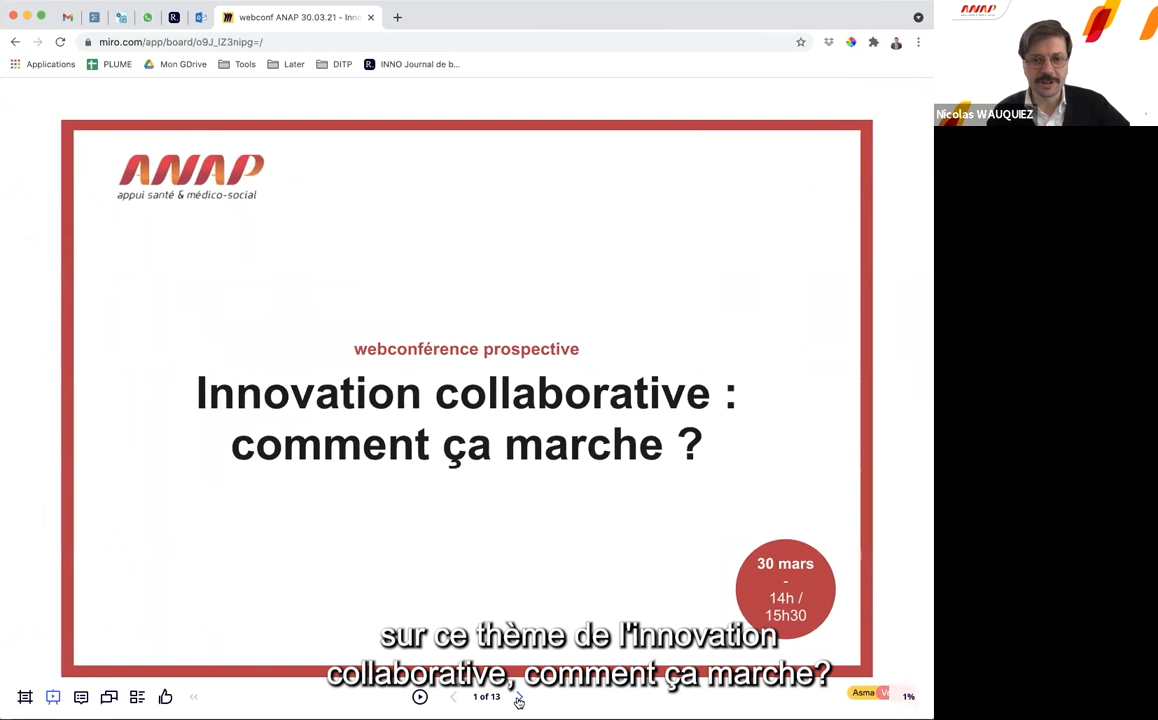 webconf ANAP 30.03.21 - Inno
miro.com/app/board/o9J_lZ3nipg=/
Applications
PLUME
Mon GDrive
Tools
Later
DITP
INNO Journal de b...
ANAP
Nicolas WAUQUIEZ
ANAP
appui santé & médico-social
webconférence prospective
Innovation collaborative :
comment ça marche ?
30 mars
-
14h /
15h30
sur ce thème de l'innovation
collaborative, comment ça marche?
1 of 13
Asma
1%